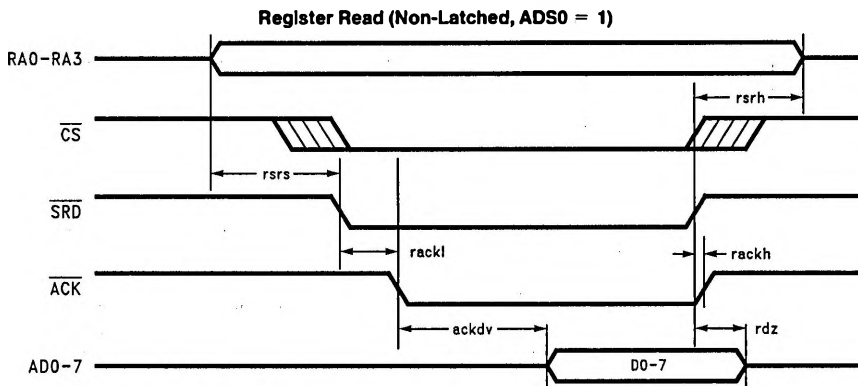 Register Read (Non-Latched, ADS0 = 1)
RA0-RA3
rsrh
CS
rsrs
SRD
rackl
rackh
ACK
ackdv
rdz
AD0-7
D0-7